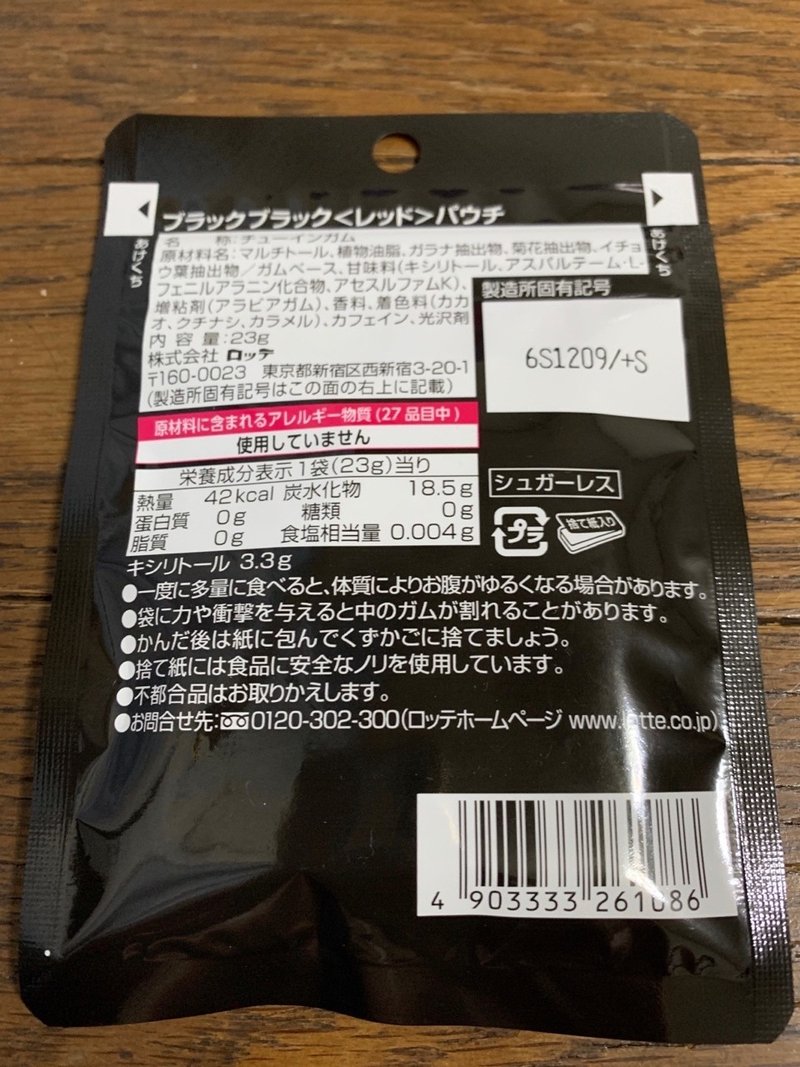 ブラックブラック<レッド>パウチ
あけくち
あけくち
名 称:チューインガム
原材料名:マルチトール、植物油脂、ガラナ抽出物、菊花抽出物、イチョ
ウ葉抽出物/ガムベース、甘味料(キシリトール、アスパルテーム・L-
フェニルアラニン化合物、アセスルファムK)、
増粘剤(アラビアガム)、香料、着色料(カカ
オ、クチナシ、カラメル)、カフェイン、光沢剤
内 容 量:23g
株式会社 ロッテ
〒160-0023 東京都新宿区西新宿3-20-1
(製造所固有記号はこの面の右上に記載)
製造所固有記号
6S1209/+S
原材料に含まれるアレルギー物質(27品目中)
使用していません
栄養成分表示1袋(23g)当り
熱量 42kcal 炭水化物 18.5g
蛋白質 0g 糖類 0g
脂質 0g 食塩相当量 0.004g
シュガーレス
プラ
捨て紙入り
キシリトール 3.3g
●一度に多量に食べると、体質によりお腹がゆるくなる場合があります。
●袋に力や衝撃を与えると中のガムが割れることがあります。
●かんだ後は紙に包んでくずかごに捨てましょう。
●捨て紙には食品に安全なノリを使用しています。
●不都合品はお取りかえします。
●お問合せ先:0120-302-300(ロッテホームページ www.lotte.co.jp)
4 903333 261086